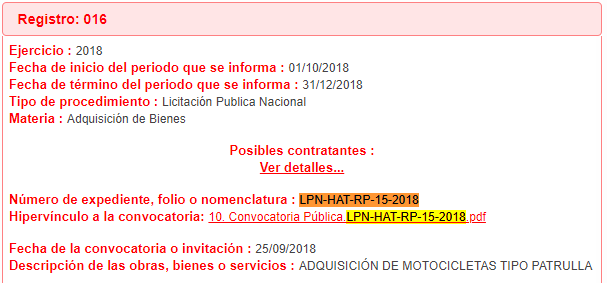 Registro: 016
Ejercicio : 2018
Fecha de inicio del periodo que se informa : 01/10/2018
Fecha de término del periodo que se informa : 31/12/2018
Tipo de procedimiento : Licitación Publica Nacional
Materia : Adquisición de Bienes
Posibles contratantes :
Ver detalles...
Número de expediente, folio o nomenclatura : LPN-HAT-RP-15-2018
Hipervínculo a la convocatoria: 10. Convocatoria Pública.LPN-HAT-RP-15-2018.pdf
Fecha de la convocatoria o invitación : 25/09/2018
Descripción de las obras, bienes o servicios : ADQUISICIÓN DE MOTOCICLETAS TIPO PATRULLA